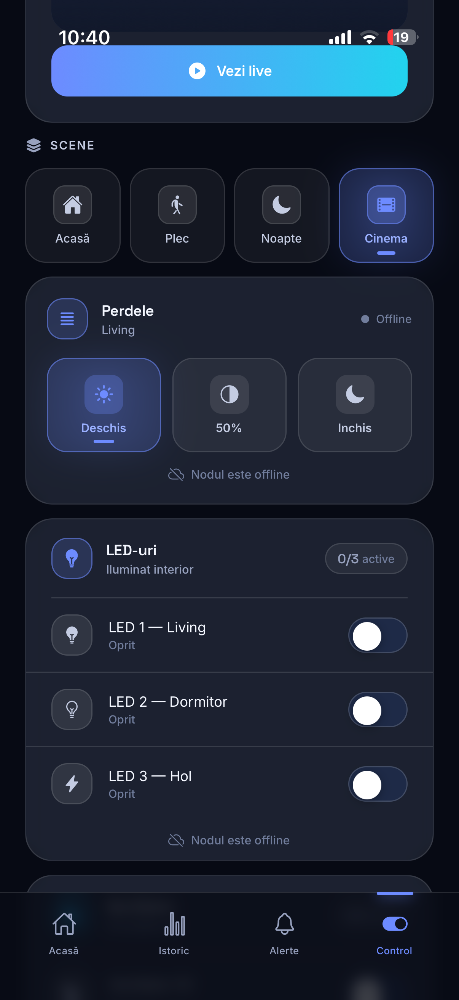 10:40
19
Vezi live
SCENE
Acasă
Plec
Noapte
Cinema
Perdele
Living
Offline
Deschis
50%
Inchis
Nodul este offline
LED-uri
Iluminat interior
0/3 active
LED 1 — Living
Oprit
LED 2 — Dormitor
Oprit
LED 3 — Hol
Oprit
Nodul este offline
Acasă
Istoric
Alerte
Control